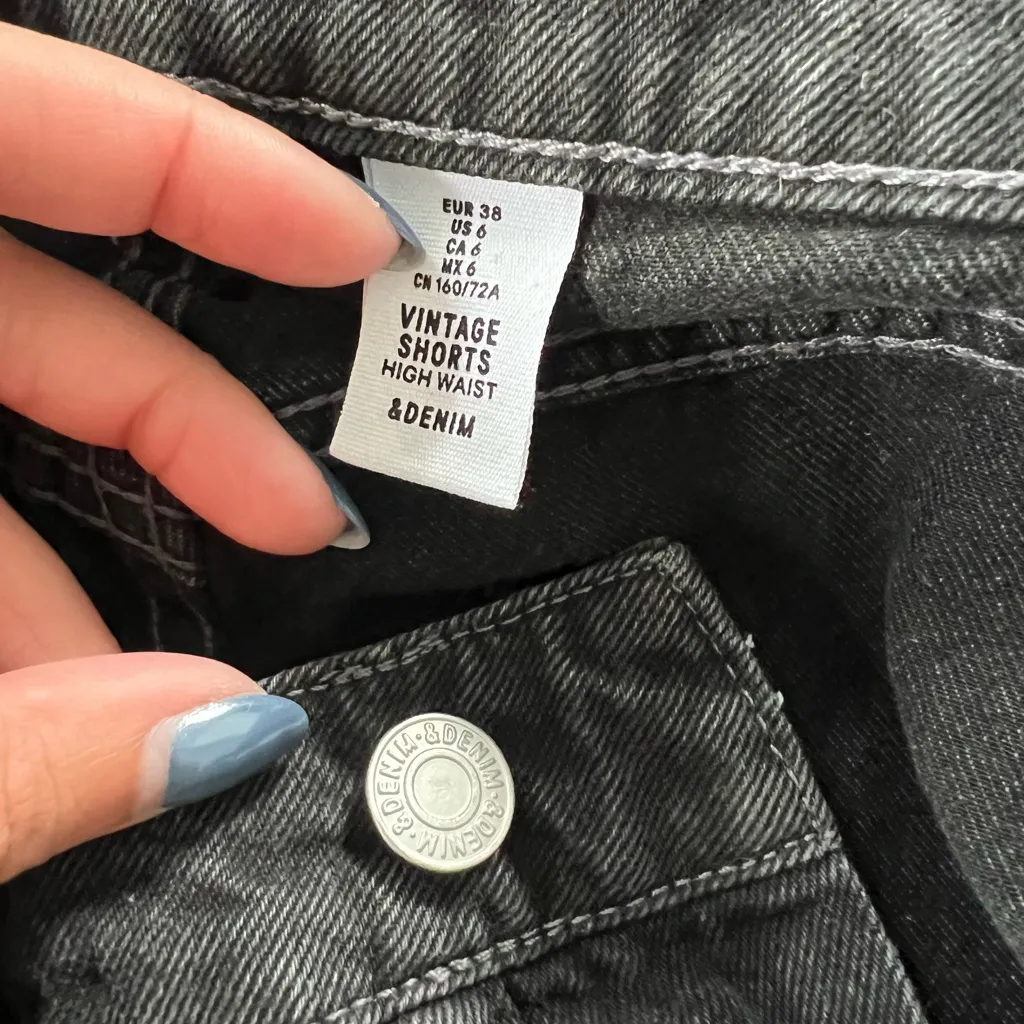 EUR 38
US 6
CA 6
MX 6
CN 160/72A
VINTAGE
SHORTS
HIGH WAIST
&DENIM
&DENIM·&DENIM·&DENIM·